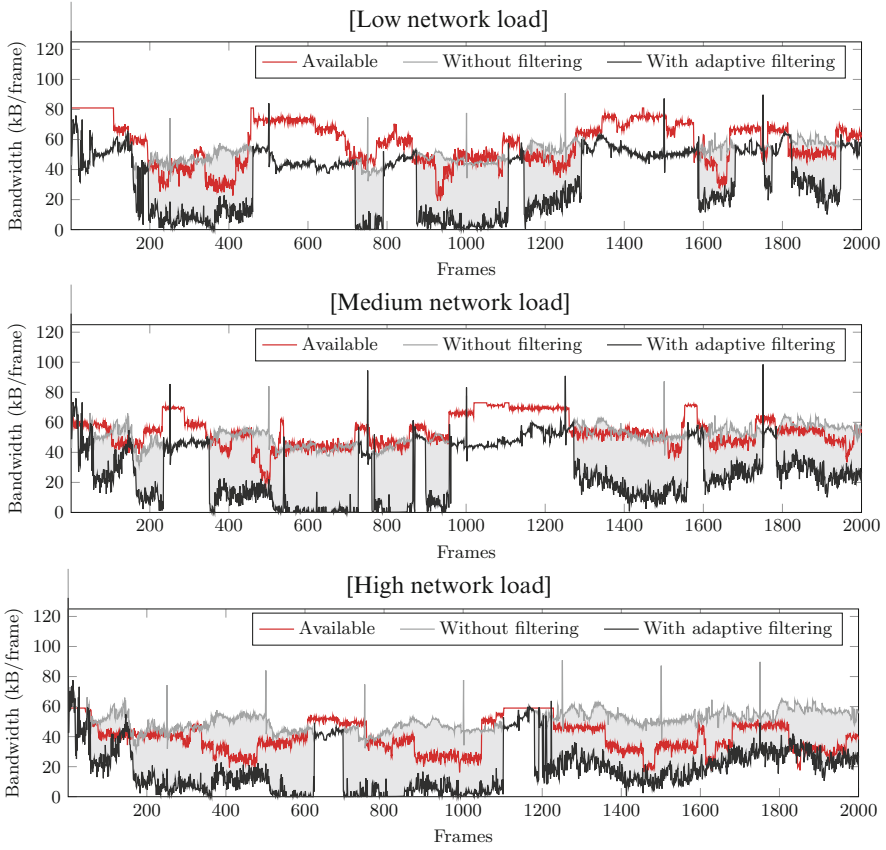 [Low network load]
120
100
80
60
40
20
0
Bandwidth (kB/frame)
Available
Without filtering
With adaptive filtering
200 400 600 800 1000 1200 1400 1600 1800 2000
Frames
[Medium network load]
120
100
80
60
40
20
0
Bandwidth (kB/frame)
Available
Without filtering
With adaptive filtering
200 400 600 800 1000 1200 1400 1600 1800 2000
Frames
[High network load]
120
100
80
60
40
20
0
Bandwidth (kB/frame)
Available
Without filtering
With adaptive filtering
200 400 600 800 1000 1200 1400 1600 1800 2000
Frames